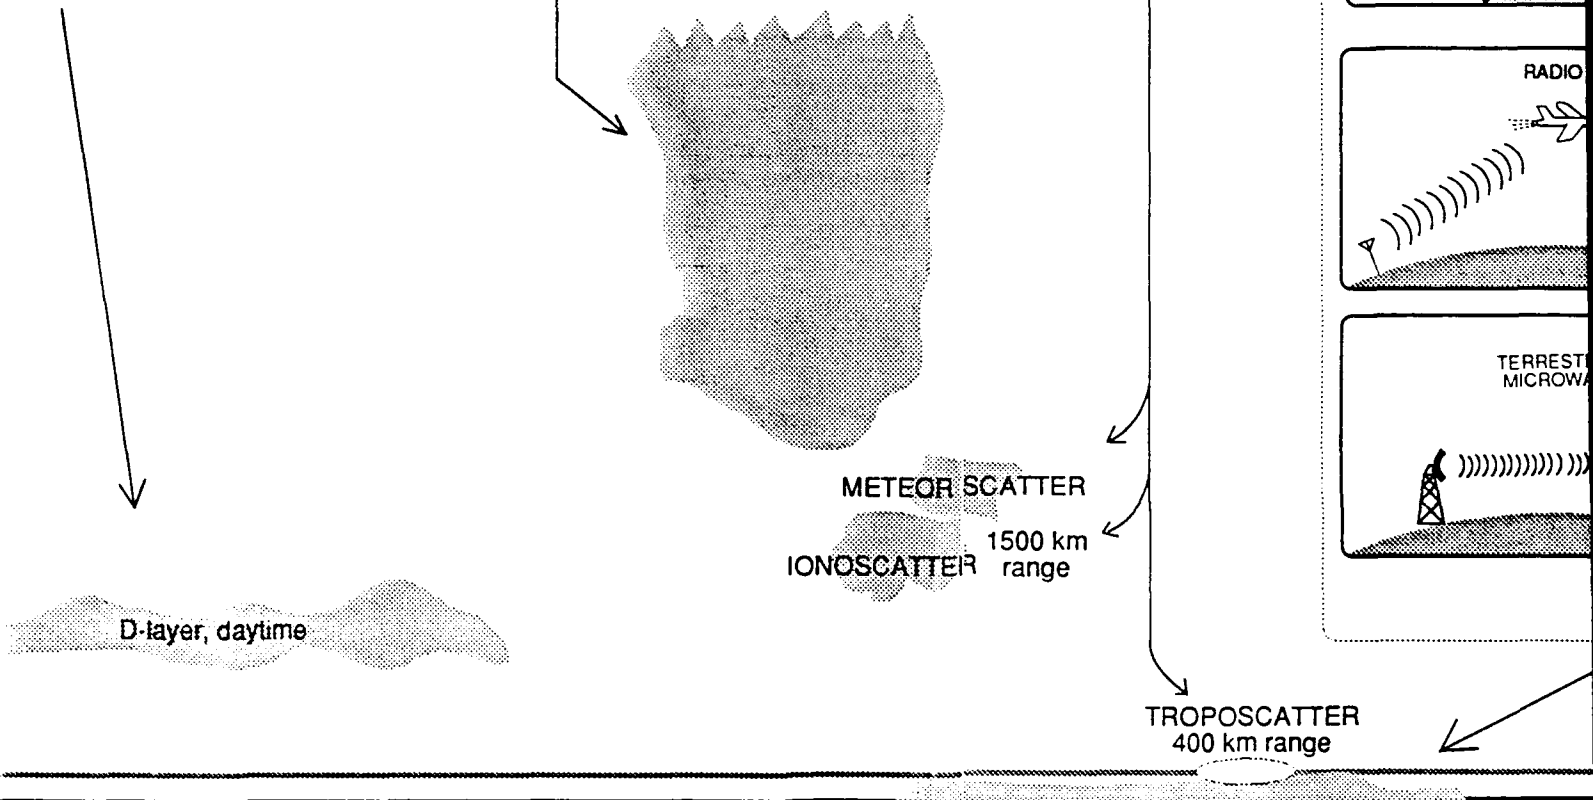 RADIO
TERRESTI
MICROWA
METEOR SCATTER
1500 km
range
IONOSCATTER
D-layer, daytime
TROPOSCATTER
400 km range